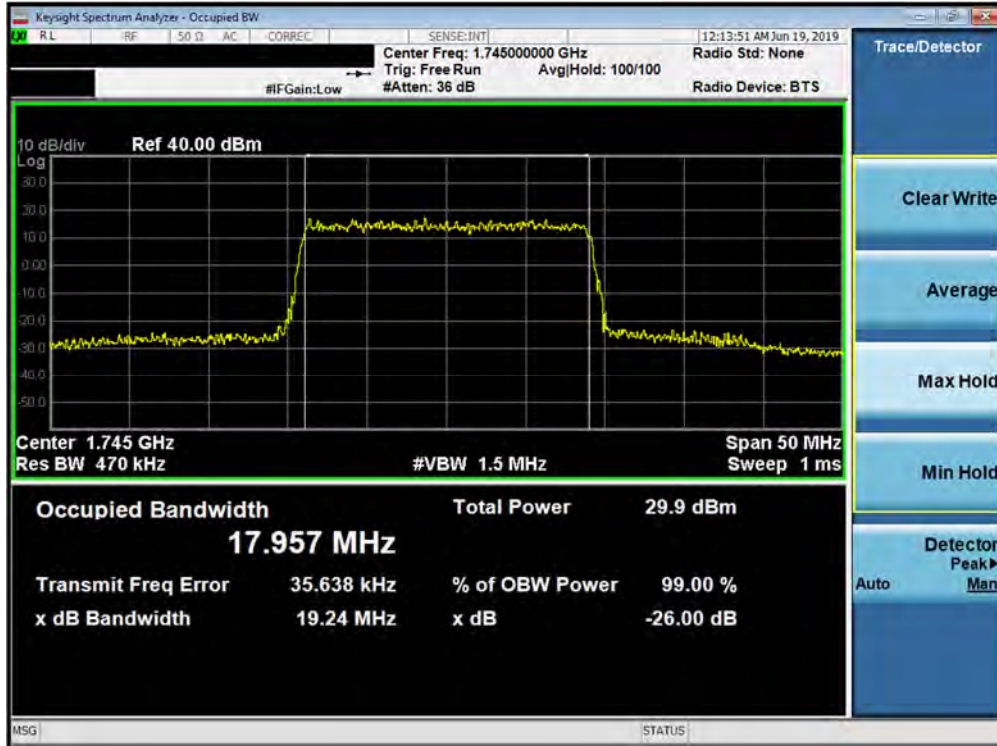 Keysight Spectrum Analyzer - Occupied BW
LXI RL RF 50 Ω AC CORREC SENSE:INT 12:13:51 AM Jun 19, 2019
Center Freq: 1.745000000 GHz Radio Std: None
Trig: Free Run Avg|Hold: 100/100
#IFGain:Low #Atten: 36 dB Radio Device: BTS
10 dB/div Ref 40.00 dBm
Log
30.0
20.0
10.0
0.00
-10.0
-20.0
-30.0
-40.0
-50.0
Center 1.745 GHz Span 50 MHz
Res BW 470 kHz #VBW 1.5 MHz Sweep 1 ms
Occupied Bandwidth Total Power 29.9 dBm
17.957 MHz
Transmit Freq Error 35.638 kHz % of OBW Power 99.00 %
x dB Bandwidth 19.24 MHz x dB -26.00 dB
MSG STATUS
Trace/Detector
Clear Write
Average
Max Hold
Min Hold
Detector
Peak▶
Auto Man